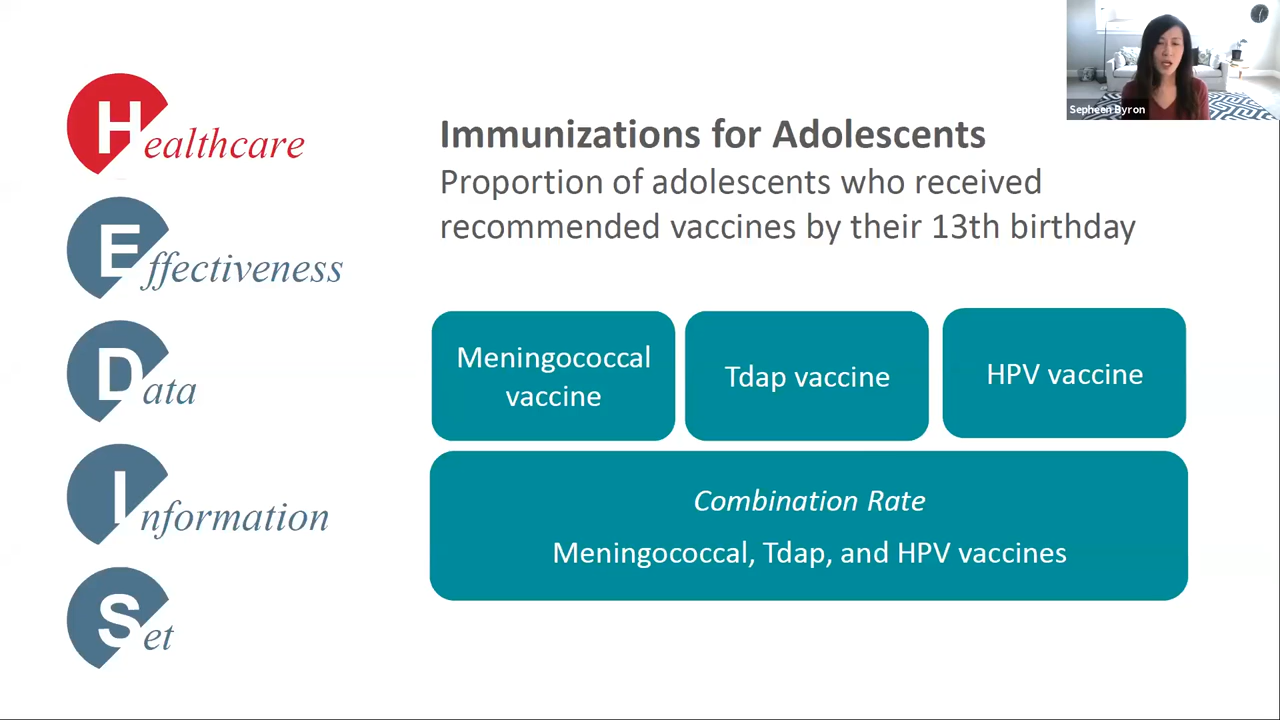 Healthcare
Effectiveness
Data
Information
Set
Immunizations for Adolescents
Proportion of adolescents who received
recommended vaccines by their 13th birthday
Meningococcal
vaccine
Tdap vaccine
HPV vaccine
Combination Rate
Meningococcal, Tdap, and HPV vaccines
Sepheen Byron